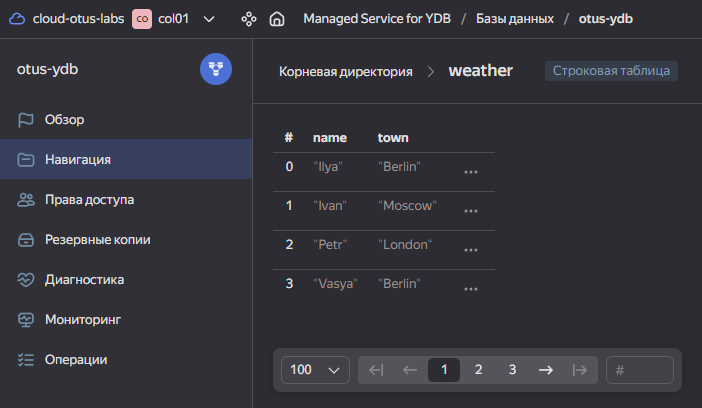 cloud-otus-labs co col01 Managed Service for YDB / Базы данных / otus-ydb
otus-ydb
Обзор
Навигация
Права доступа
Резервные копии
Диагностика
Мониторинг
Операции
Корневая директория > weather Строковая таблица
# name town
0 "Ilya" "Berlin" ...
1 "Ivan" "Moscow" ...
2 "Petr" "London" ...
3 "Vasya" "Berlin" ...
100 1 2 3 #